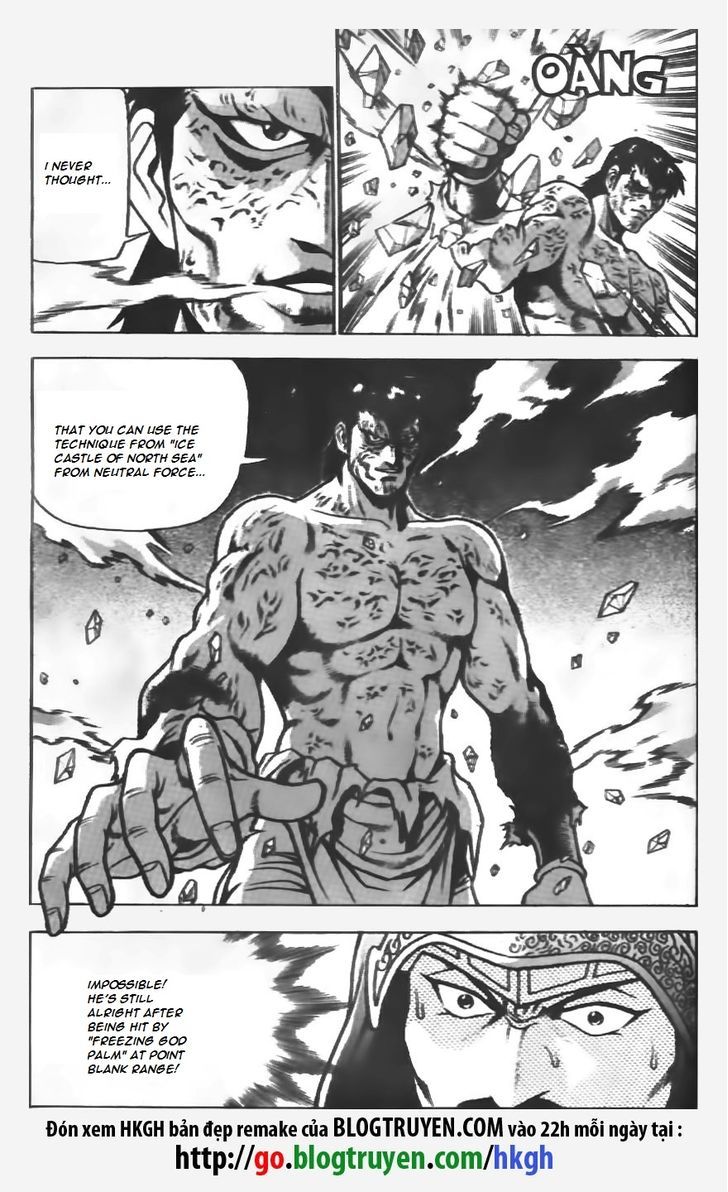 I NEVER
THOUGHT...
OÀNG
THAT YOU CAN USE THE
TECHNIQUE FROM "ICE
CASTLE OF NORTH SEA"
FROM NEUTRAL FORCE...
IMPOSSIBLE!
HE'S STILL
ALRIGHT AFTER
BEING HIT BY
"FREEZING GOD
PALM" AT POINT
BLANK RANGE!
Đón xem HKGH bản đẹp remake của BLOGTRUYEN.COM vào 22h mỗi ngày tại :
http://go.blogtruyen.com/hkgh